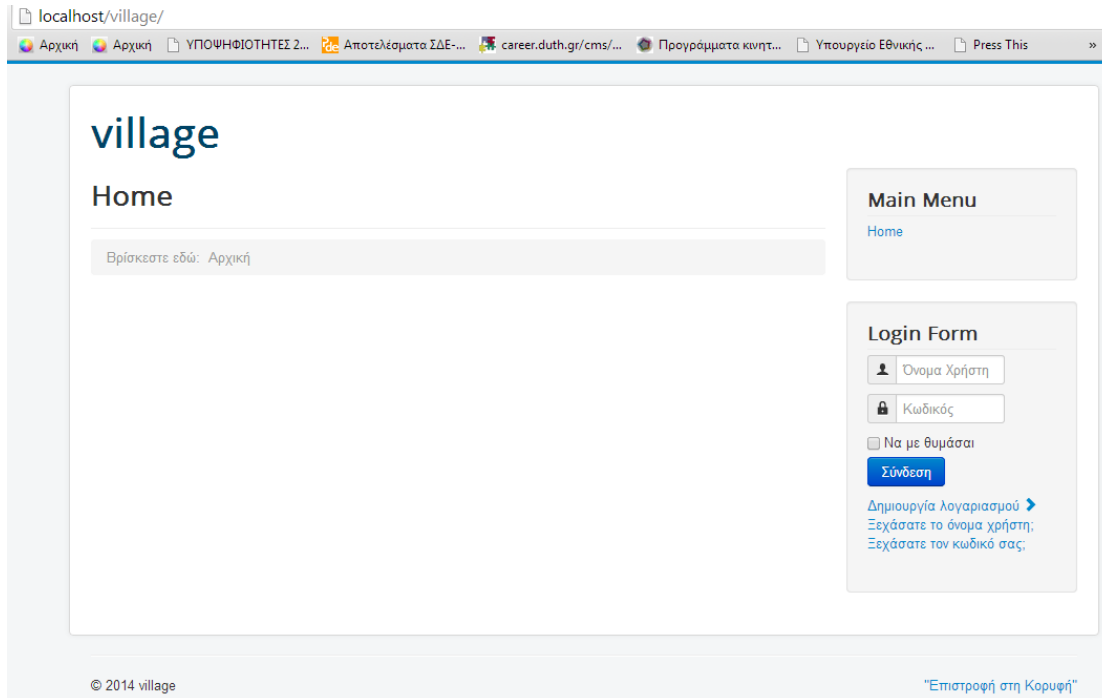 localhost/village/
Αρχική Αρχική ΥΠΟΨΗΦΙΟΤΗΤΕΣ 2... Αποτελέσματα ΣΔΕ-... career.duth.gr/cms/... Προγράμματα κινητ... Υπουργείο Εθνικής ... Press This »
village
Home
Βρίσκεστε εδώ: Αρχική
Main Menu
Home
Login Form
Όνομα Χρήστη
Κωδικός
Να με θυμάσαι
Σύνδεση
Δημιουργία λογαριασμού
Ξεχάσατε το όνομα χρήστη;
Ξεχάσατε τον κωδικό σας;
© 2014 village
"Επιστροφή στη Κορυφή"